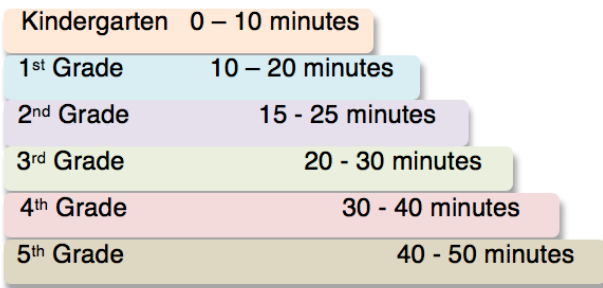 Kindergarten 0 – 10 minutes
1st Grade 10 – 20 minutes
2nd Grade 15 - 25 minutes
3rd Grade 20 - 30 minutes
4th Grade 30 - 40 minutes
5th Grade 40 - 50 minutes